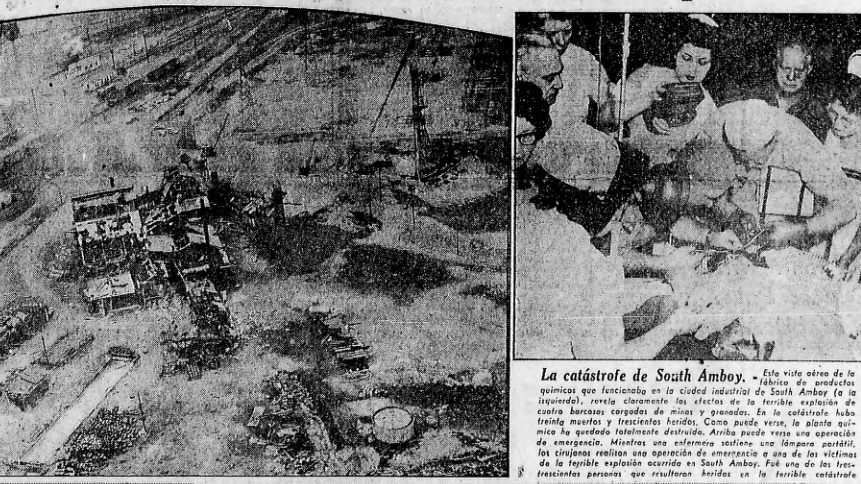 La catástrofe de South Amboy. - Esta vista aérea de la
fábrica de productos
químicos que funcionaba en la ciudad industrial de South Amboy (a la
izquierda), revela claramente los efectos de la terrible explosión de
cuatro barcasas cargadas de minas y granadas. En la catástrofe hubo
treinta muertos y trescientos heridos. Como puede verse, la planta quí-
mica ha quedado totalmente destruída. Arriba puede verse una operación
de emergencia. Mientras una enfermera sostiene una lámpara portátil,
los cirujanos realizan una operación de emergencia a una de las víctimas
de la terrible explosión ocurrida en South Amboy. Fué una de las tres-
trescientas personas que resultaron heridas en la terrible catástrofe